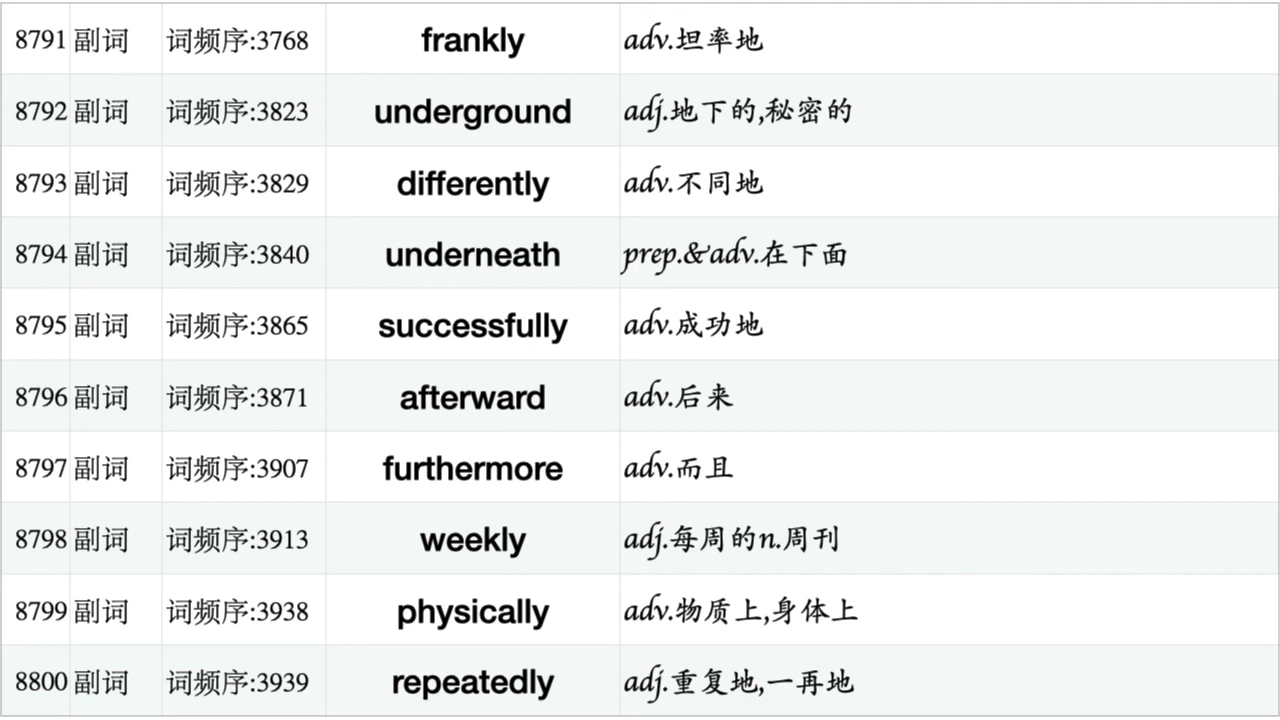 8791 副词 词频序:3768 frankly adv.坦率地
8792 副词 词频序:3823 underground adj.地下的,秘密的
8793 副词 词频序:3829 differently adv.不同地
8794 副词 词频序:3840 underneath prep.&adv.在下面
8795 副词 词频序:3865 successfully adv.成功地
8796 副词 词频序:3871 afterward adv.后来
8797 副词 词频序:3907 furthermore adv.而且
8798 副词 词频序:3913 weekly adj.每周的n.周刊
8799 副词 词频序:3938 physically adv.物质上,身体上
8800 副词 词频序:3939 repeatedly adj.重复地,一再地